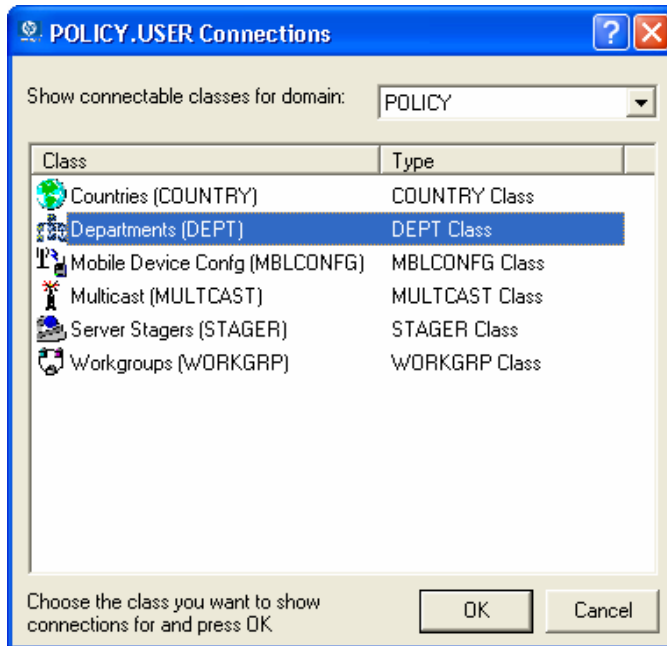 POLICY.USER Connections
Show connectable classes for domain: POLICY
Class Type
Countries (COUNTRY) COUNTRY Class
Departments (DEPT) DEPT Class
Mobile Device Confg (MBLCONFG) MBLCONFG Class
Multicast (MULTCAST) MULTCAST Class
Server Stagers (STAGER) STAGER Class
Workgroups (WORKGRP) WORKGRP Class
Choose the class you want to show
connections for and press OK
OK Cancel